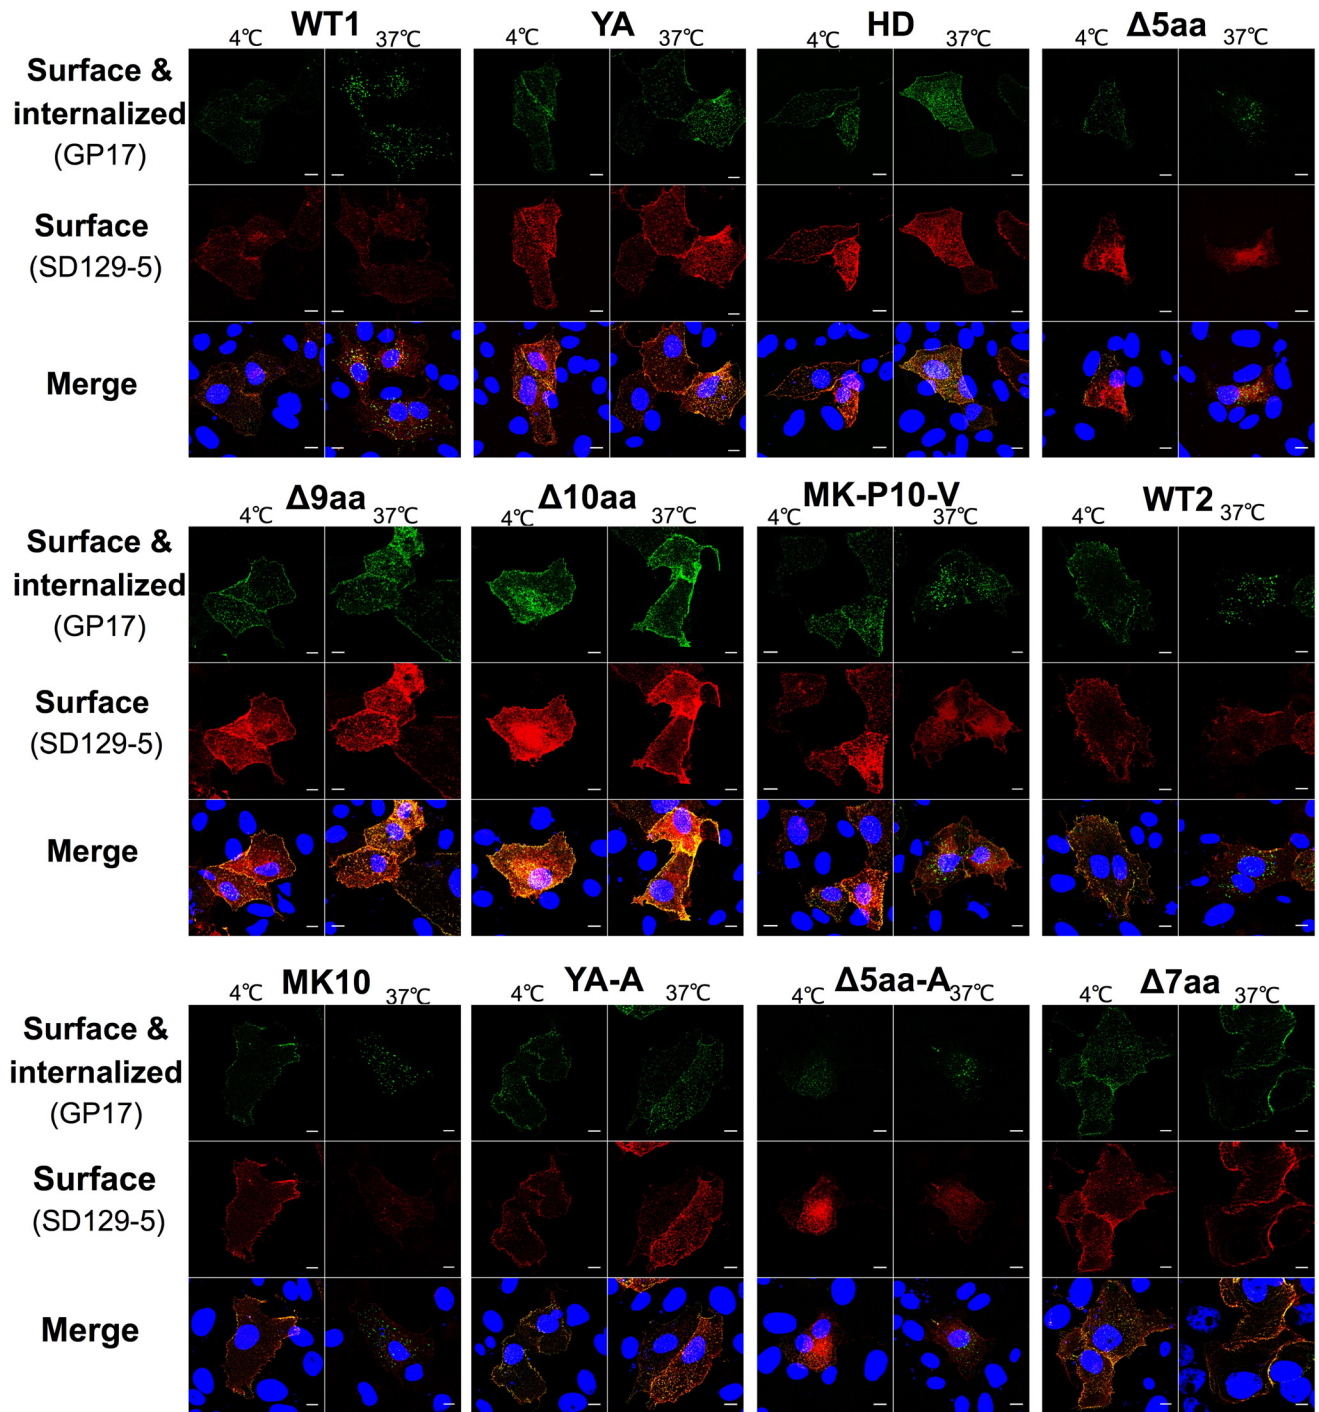 WT1 YA HD Δ5aa
4℃ 37℃ 4℃ 37℃ 4℃ 37℃ 4℃ 37℃
Surface &
internalized
(GP17)
Surface
(SD129-5)
Merge
Δ9aa Δ10aa MK-P10-V WT2
4℃ 37℃ 4℃ 37℃ 4℃ 37℃ 4℃ 37℃
Surface &
internalized
(GP17)
Surface
(SD129-5)
Merge
MK10 YA-A Δ5aa-A Δ7aa
4℃ 37℃ 4℃ 37℃ 4℃ 37℃ 4℃ 37℃
Surface &
internalized
(GP17)
Surface
(SD129-5)
Merge